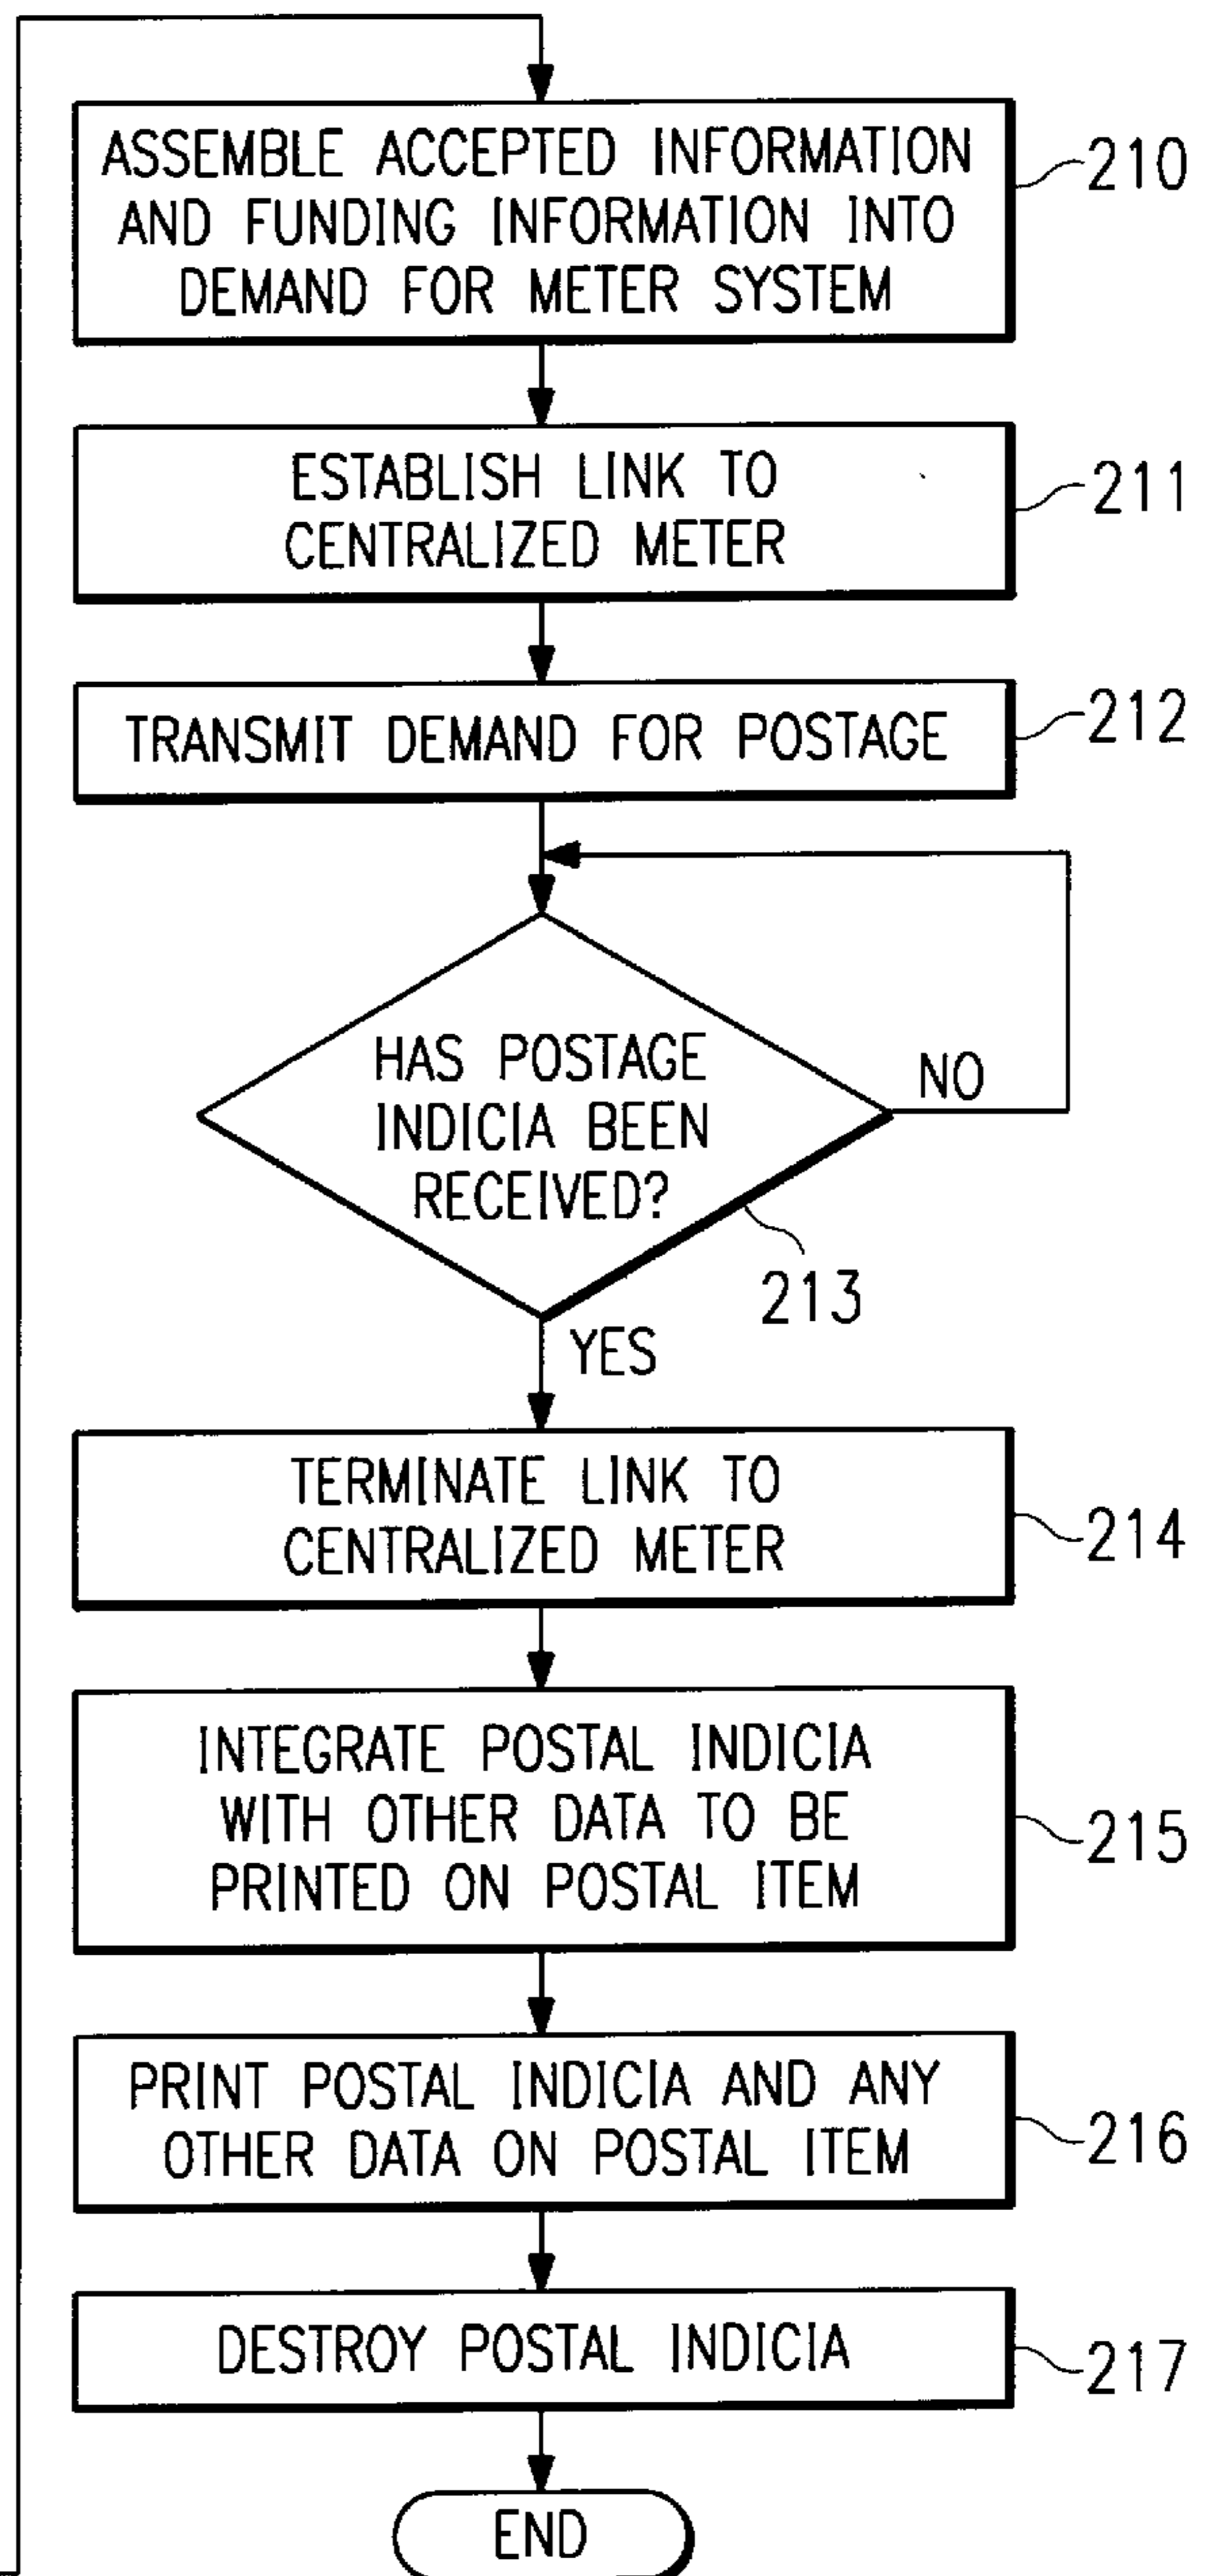 ASSEMBLE ACCEPTED INFORMATION
AND FUNDING INFORMATION INTO
DEMAND FOR METER SYSTEM
210
ESTABLISH LINK TO
CENTRALIZED METER
211
TRANSMIT DEMAND FOR POSTAGE
212
HAS POSTAGE
INDICIA BEEN
RECEIVED?
NO
213
YES
TERMINATE LINK TO
CENTRALIZED METER
214
INTEGRATE POSTAL INDICIA
WITH OTHER DATA TO BE
PRINTED ON POSTAL ITEM
215
PRINT POSTAL INDICIA AND ANY
OTHER DATA ON POSTAL ITEM
216
DESTROY POSTAL INDICIA
217
END